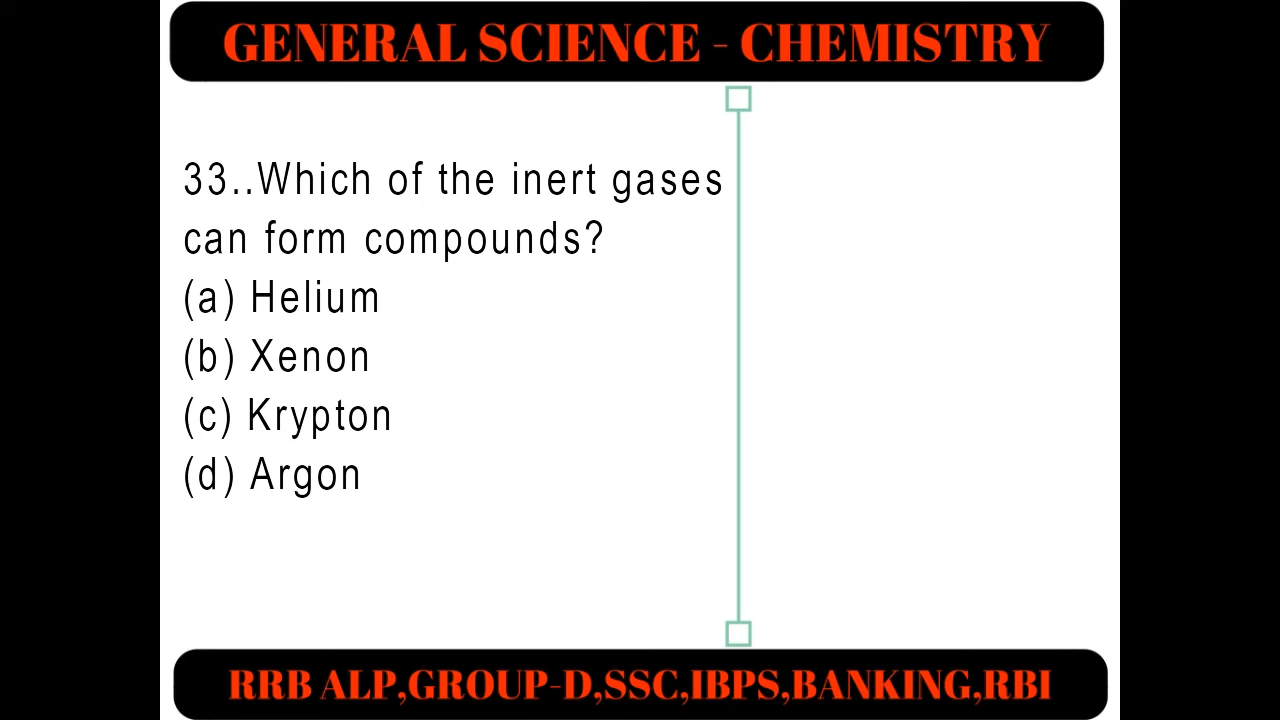 GENERAL SCIENCE - CHEMISTRY
33..Which of the inert gases
can form compounds?
(a) Helium
(b) Xenon
(c) Krypton
(d) Argon
RRB ALP,GROUP-D,SSC,IBPS,BANKING,RBI